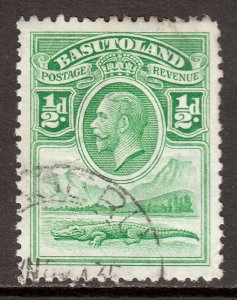 BASUTOLAND
POSTAGE REVENUE
½d. ½d.